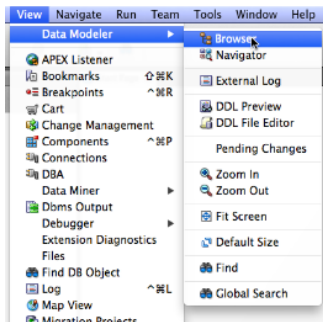 View Navigate Run Team Tools Window Help
Data Modeler
APEX Listener
Bookmarks ⇧⌘K
Breakpoints ^⌘R
Cart
Change Management
Components ^⌘P
Connections
DBA
Data Miner
Dbms Output
Debugger
Extension Diagnostics
Files
Find DB Object
Log ^⌘L
Map View
Migration Projects
Browser
Navigator
External Log
DDL Preview
DDL File Editor
Pending Changes
Zoom In
Zoom Out
Fit Screen
Default Size
Find
Global Search